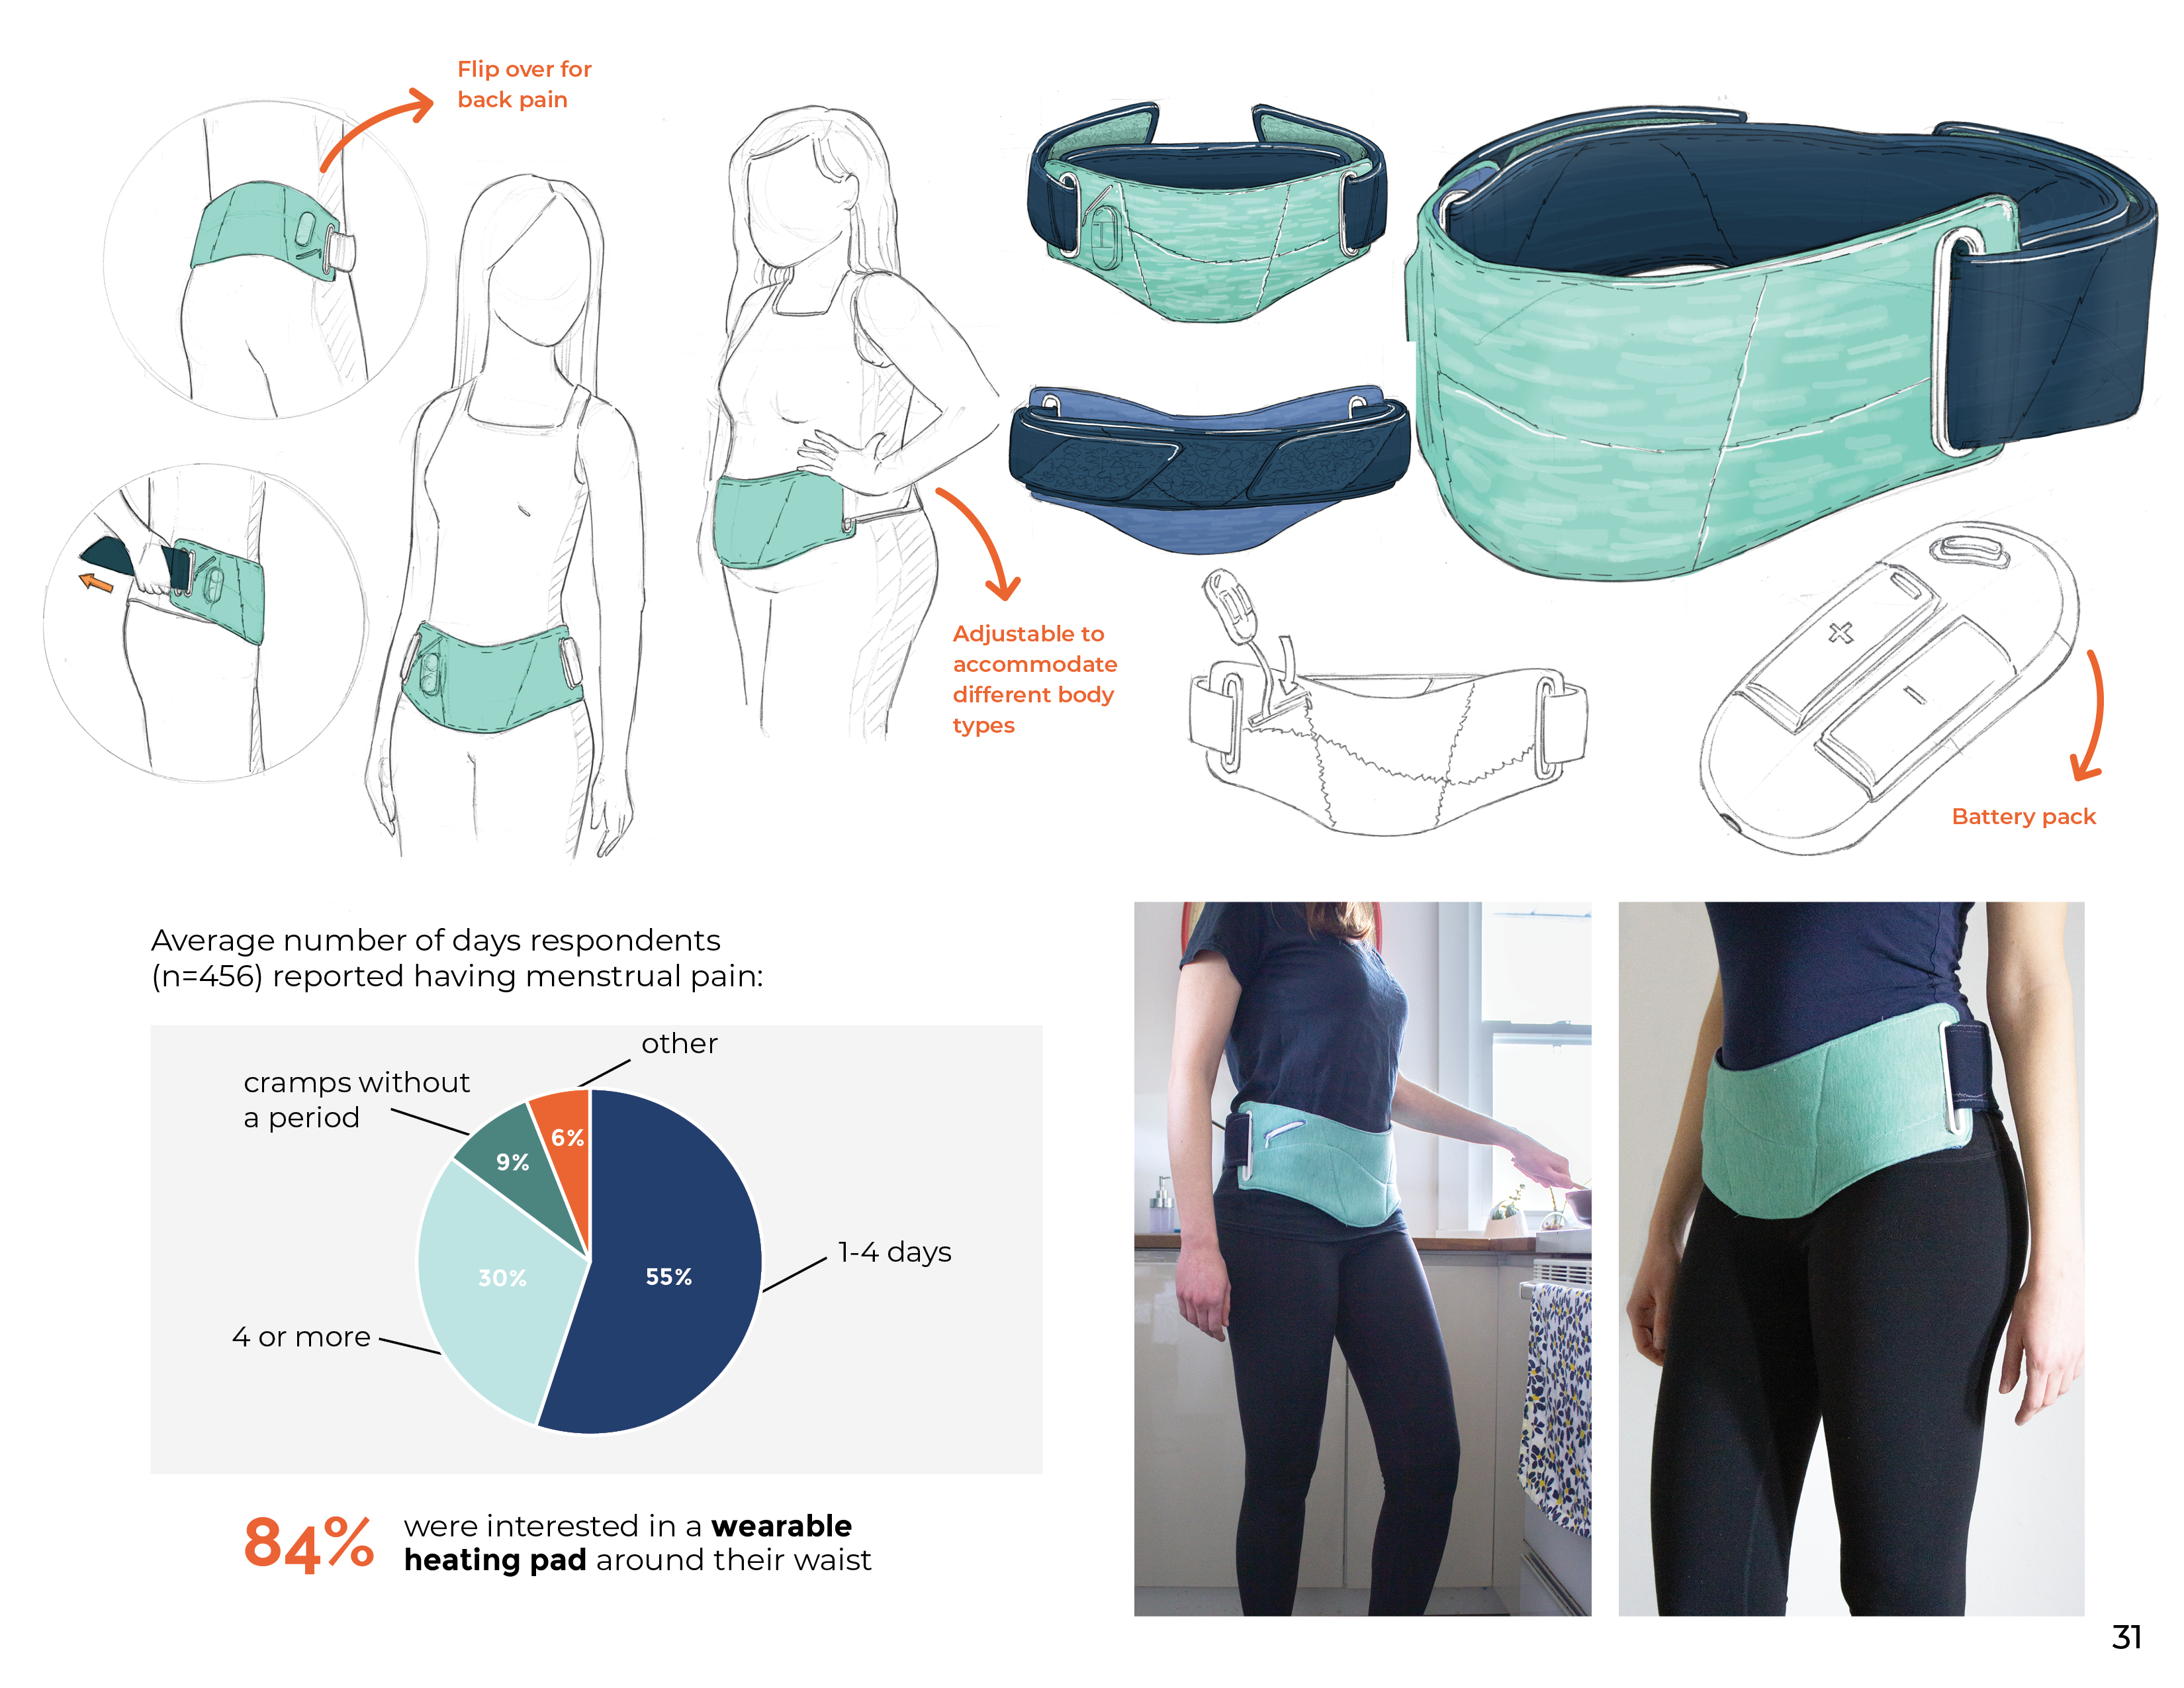 Flip over for
back pain
Adjustable to
accommodate
different body
types
Battery pack
Average number of days respondents
(n=456) reported having menstrual pain:
other
cramps without
a period
6%
9%
30%
55%
1-4 days
4 or more
84%
were interested in a wearable
heating pad around their waist
31